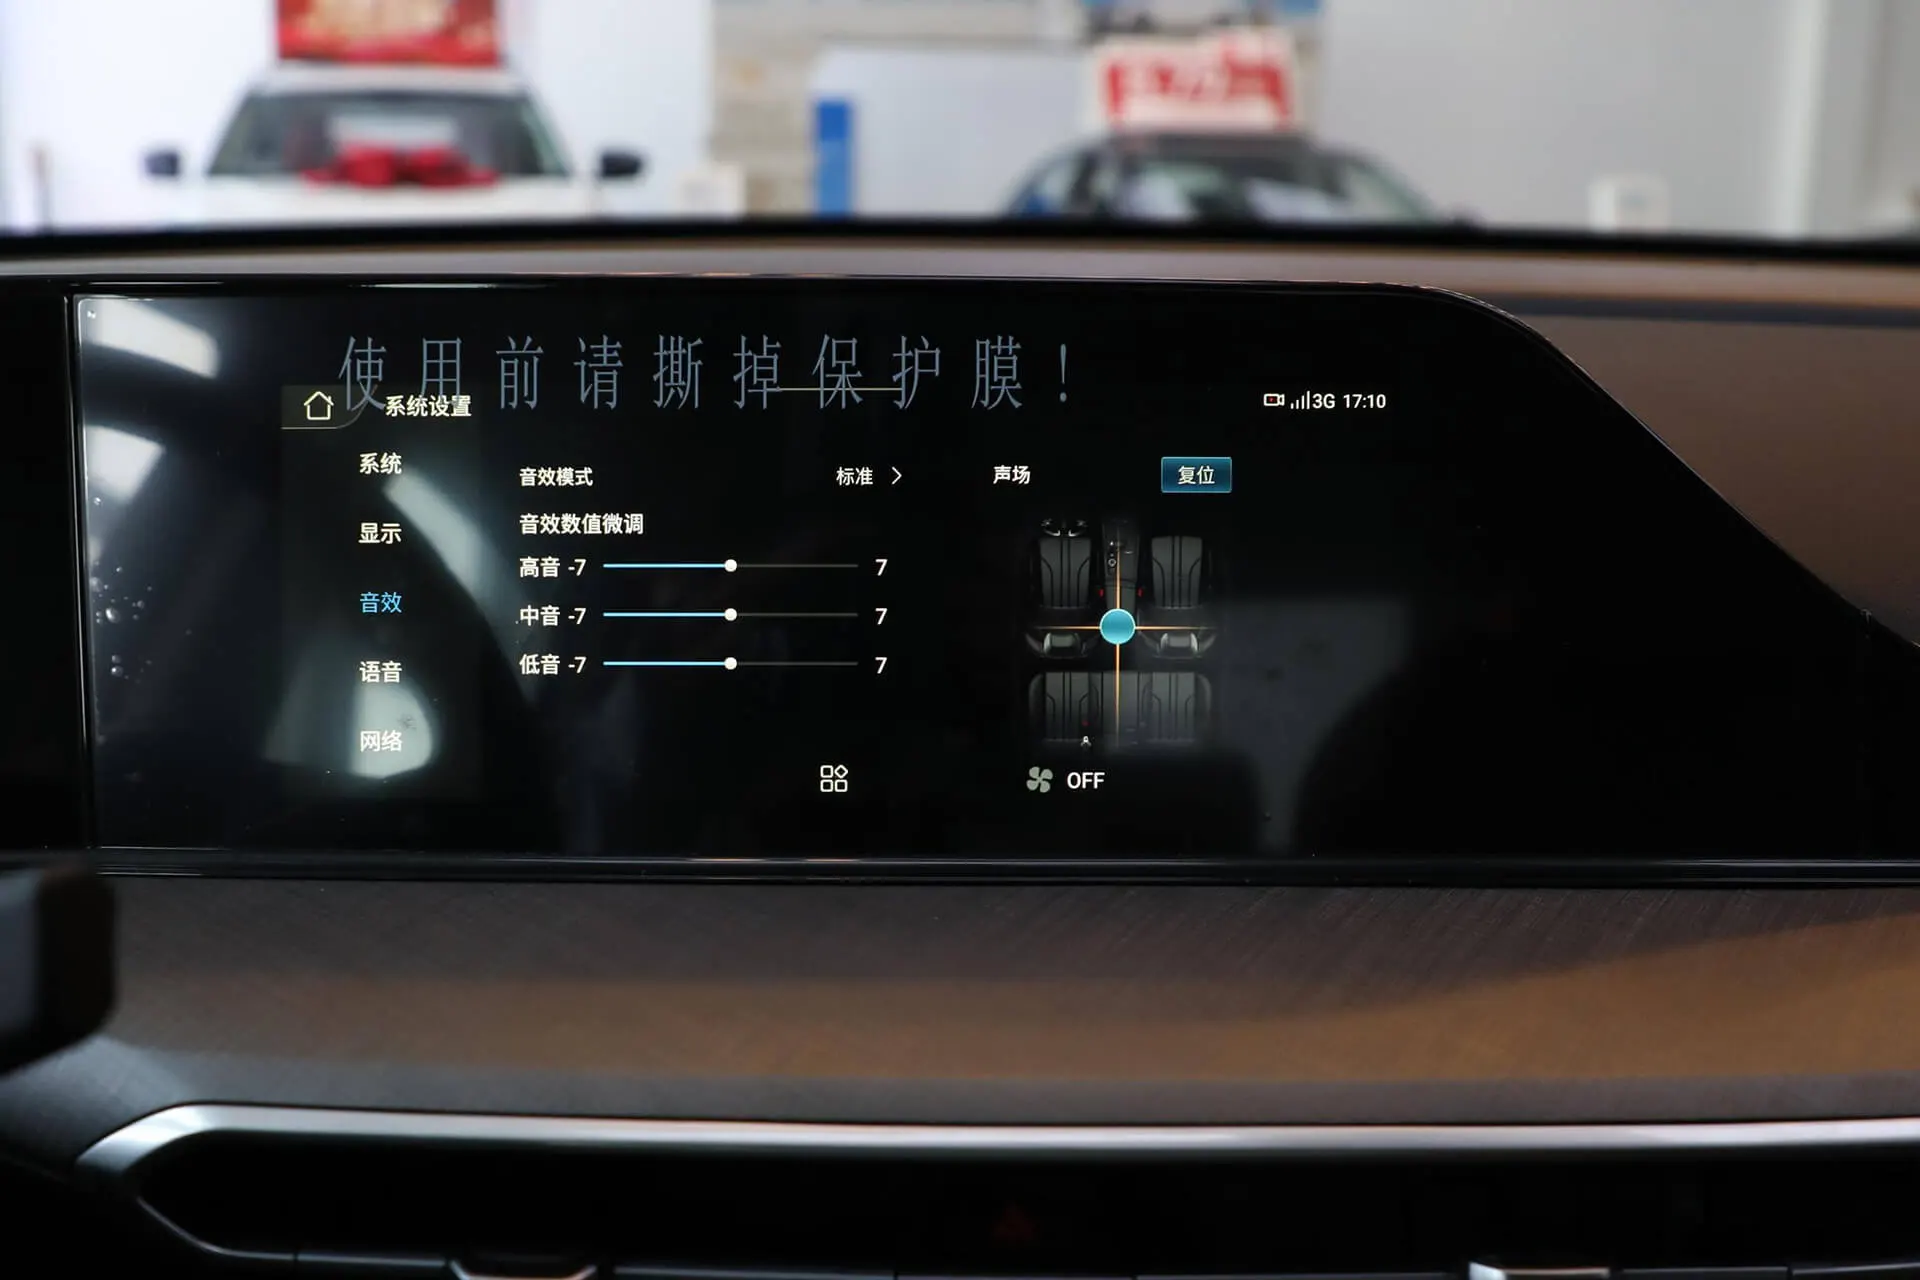 使用前请撕掉保护膜！
系统设置
3G 17:10
系统
显示
音效
语音
网络
音效模式 标准
音效数值微调
高音 -7 7
中音 -7 7
低音 -7 7
声场 复位
OFF